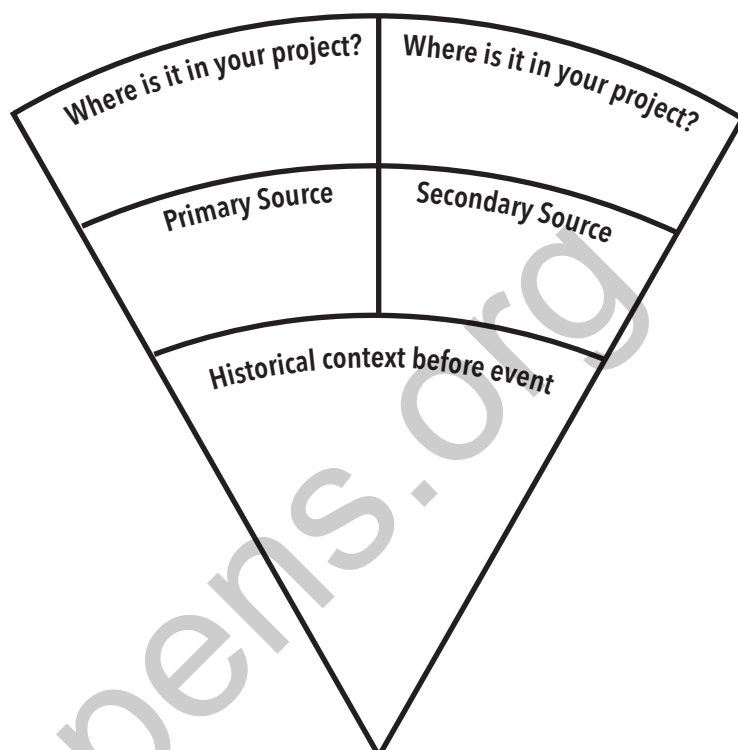 Where is it in your project?
Where is it in your project?
Primary Source
Secondary Source
Historical context before event
pens.org